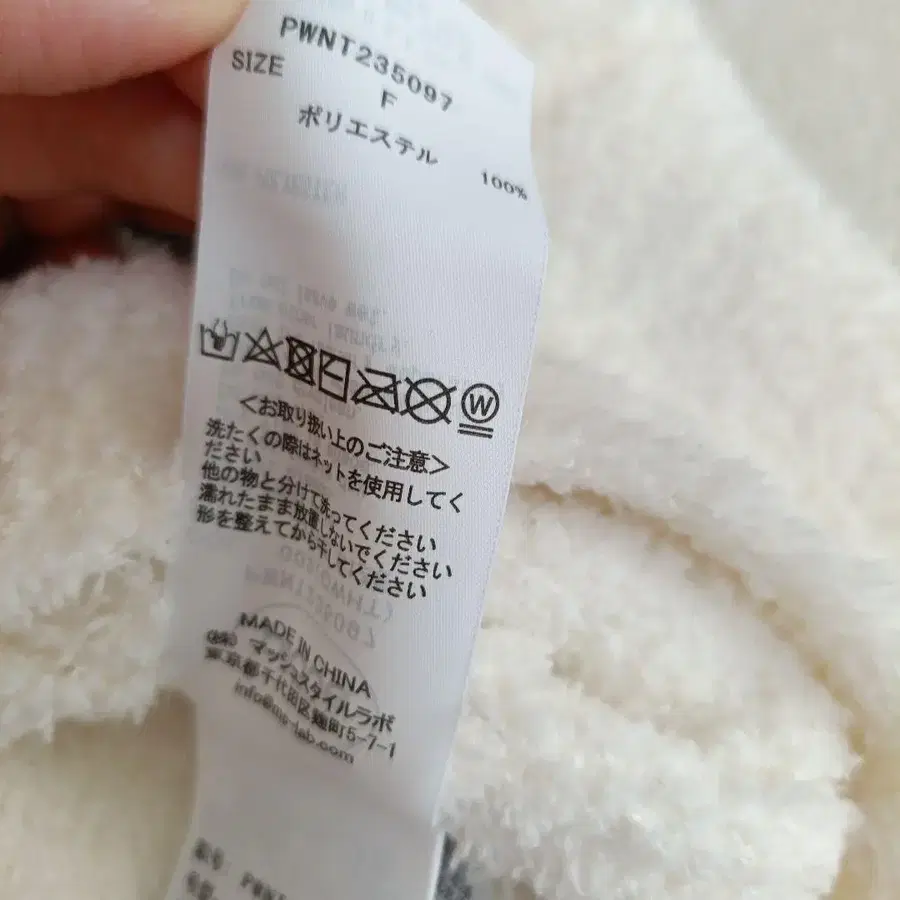 PWNT235097
SIZE
F
ポリエステル 100%
W
<お取り扱い上のご注意>
洗たくの際はネットを使用してく
ださい
他の物と分けて洗ってください
濡れたまま放置しないでください
形を整えてから干してください
MADE IN CHINA
(株) マッシュスタイルラボ
東京都千代田区麹町5-7-1
info@ms-lab.com